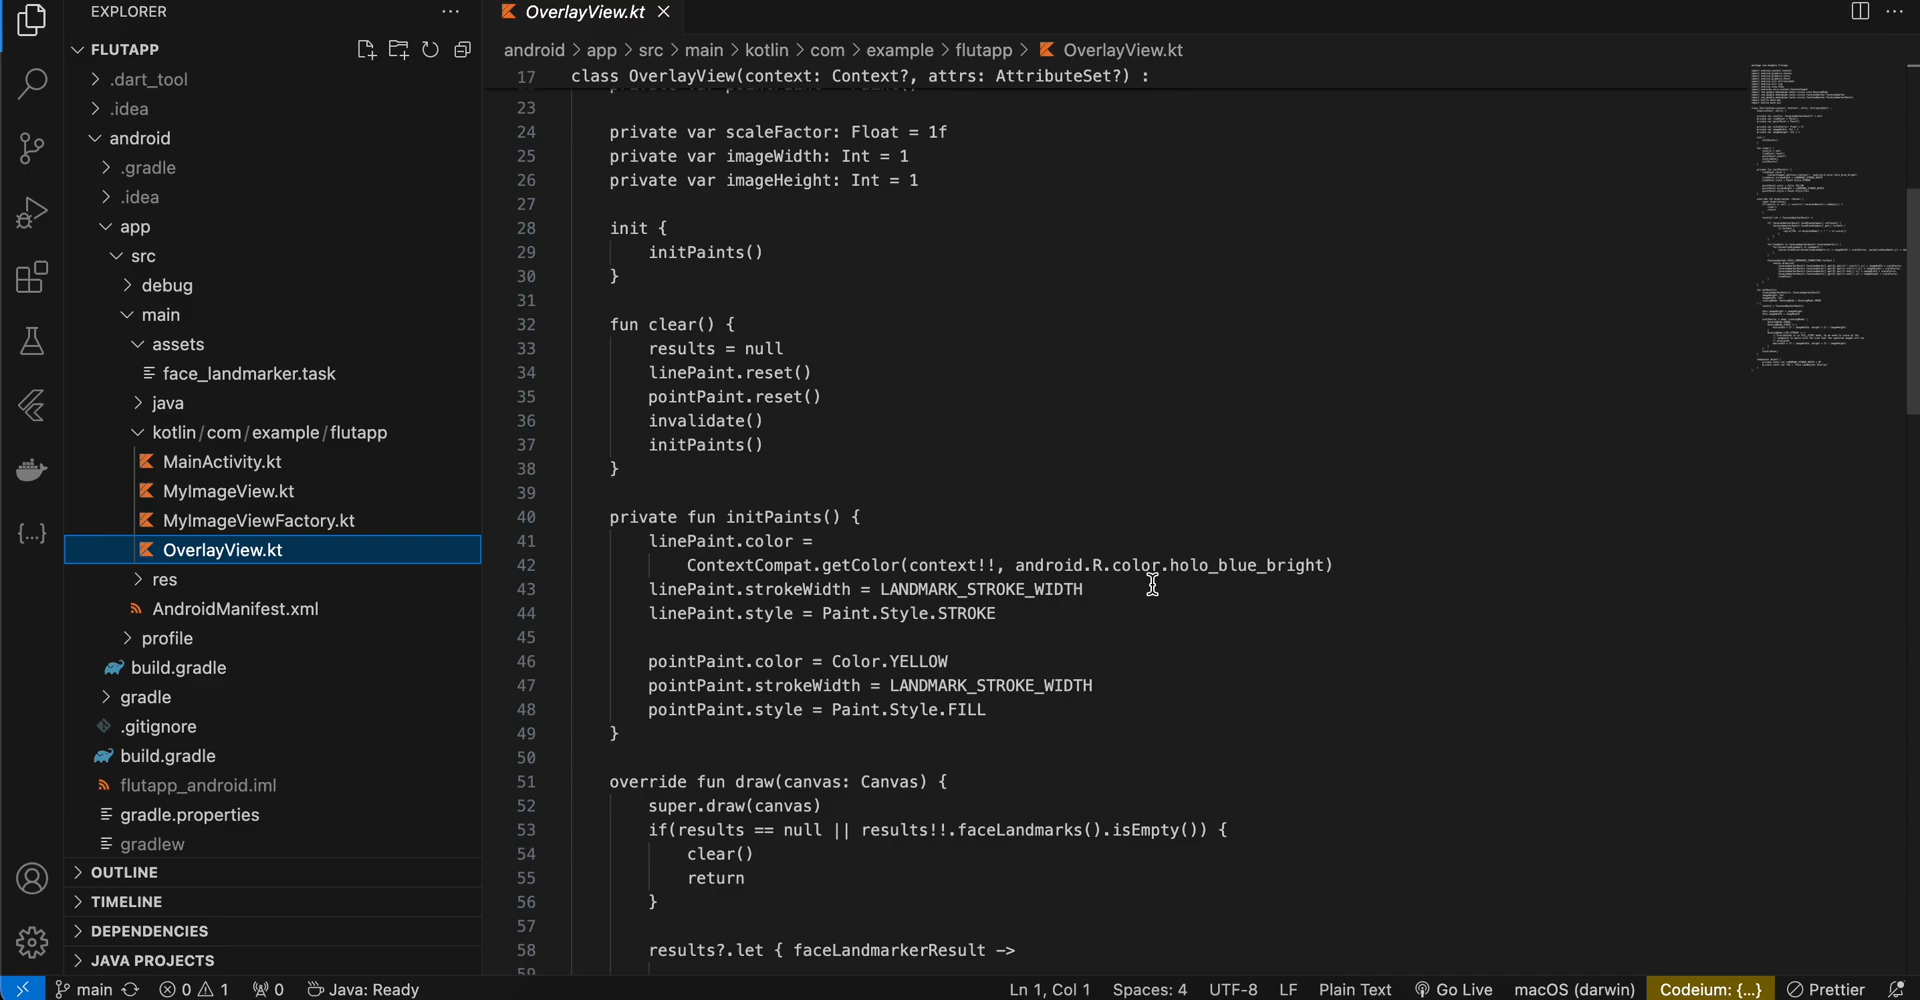 EXPLORER
FLUTAPP
.dart_tool
.idea
android
.gradle
.idea
app
src
debug
main
assets
face_landmarker.task
java
kotlin/com/example/flutapp
MainActivity.kt
MyImageView.kt
MyImageViewFactory.kt
OverlayView.kt
res
AndroidManifest.xml
profile
build.gradle
gradle
.gitignore
build.gradle
flutapp_android.iml
gradle.properties
gradlew
OUTLINE
TIMELINE
DEPENDENCIES
JAVA PROJECTS
OverlayView.kt
android > app > src > main > kotlin > com > example > flutapp > OverlayView.kt
17 class OverlayView(context: Context?, attrs: AttributeSet?) :
23
24 private var scaleFactor: Float = 1f
25 private var imageWidth: Int = 1
26 private var imageHeight: Int = 1
27
28 init {
29 initPaints()
30 }
31
32 fun clear() {
33 results = null
34 linePaint.reset()
35 pointPaint.reset()
36 invalidate()
37 initPaints()
38 }
39
40 private fun initPaints() {
41 linePaint.color =
42 ContextCompat.getColor(context!!, android.R.color.holo_blue_bright)
43 linePaint.strokeWidth = LANDMARK_STROKE_WIDTH
44 linePaint.style = Paint.Style.STROKE
45
46 pointPaint.color = Color.YELLOW
47 pointPaint.strokeWidth = LANDMARK_STROKE_WIDTH
48 pointPaint.style = Paint.Style.FILL
49 }
50
51 override fun draw(canvas: Canvas) {
52 super.draw(canvas)
53 if(results == null || results!!.faceLandmarks().isEmpty()) {
54 clear()
55 return
56 }
57
58 results?.let { faceLandmarkerResult ->
59
main 0 1 0 Java: Ready Ln 1, Col 1 Spaces: 4 UTF-8 LF Plain Text Go Live macOS (darwin) Codeium: {...} Prettier